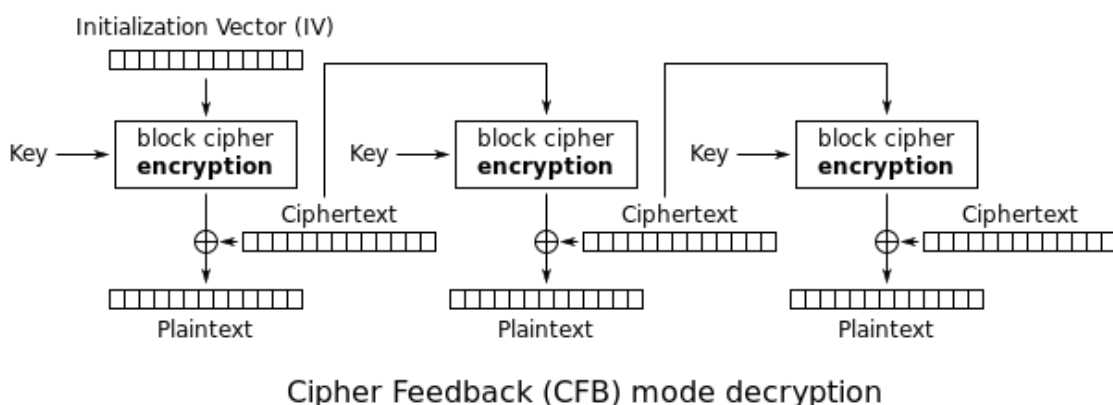 Initialization Vector (IV)
Key
block cipher
encryption
Key
block cipher
encryption
Key
block cipher
encryption
Ciphertext
Ciphertext
Ciphertext
Plaintext
Plaintext
Plaintext
Cipher Feedback (CFB) mode decryption